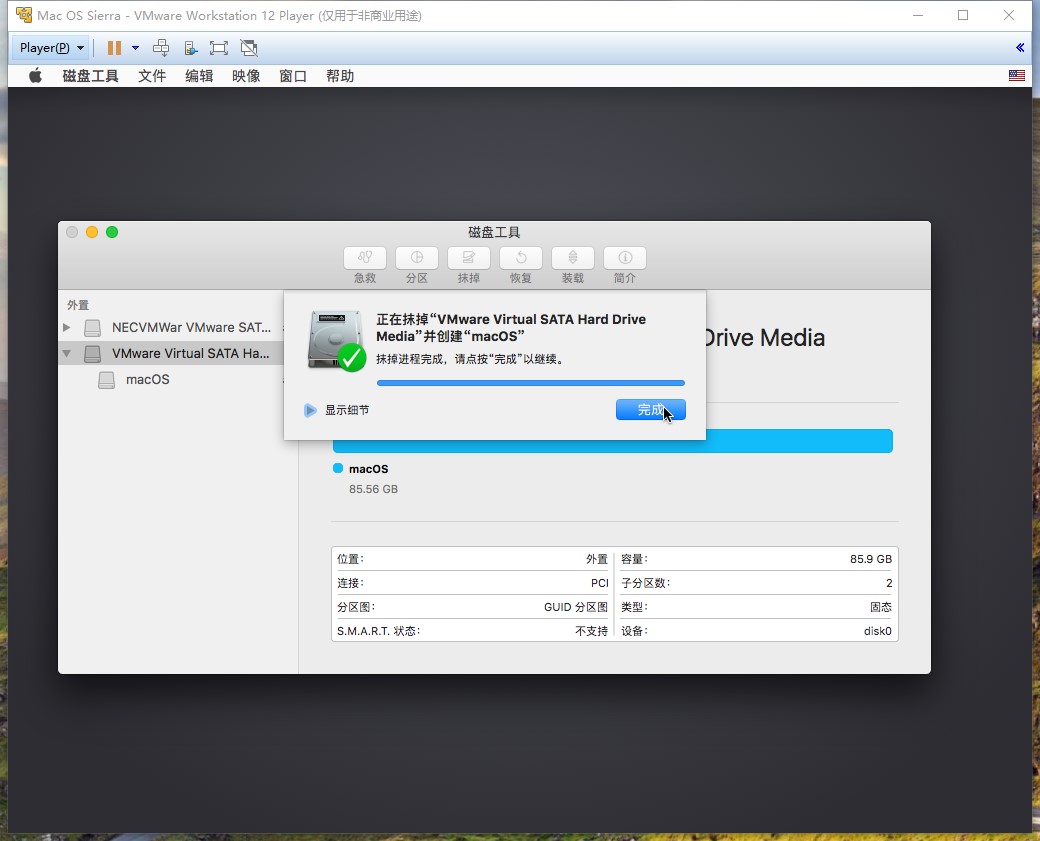 Mac OS Sierra - VMware Workstation 12 Player (仅用于非商业用途)
Player(P)
磁盘工具 文件 编辑 映像 窗口 帮助
磁盘工具
急救 分区 抹掉 恢复 装载 简介
外置
NECVMWar VMware SAT...
VMware Virtual SATA Ha...
macOS
正在抹掉“VMware Virtual SATA Hard Drive
Media”并创建“macOS”
抹掉进程完成，请点按“完成”以继续。
显示细节
完成
Drive Media
macOS
85.56 GB
位置： 外置 容量： 85.9 GB
连接： PCI 子分区数： 2
分区图： GUID 分区图 类型： 固态
S.M.A.R.T. 状态： 不支持 设备： disk0